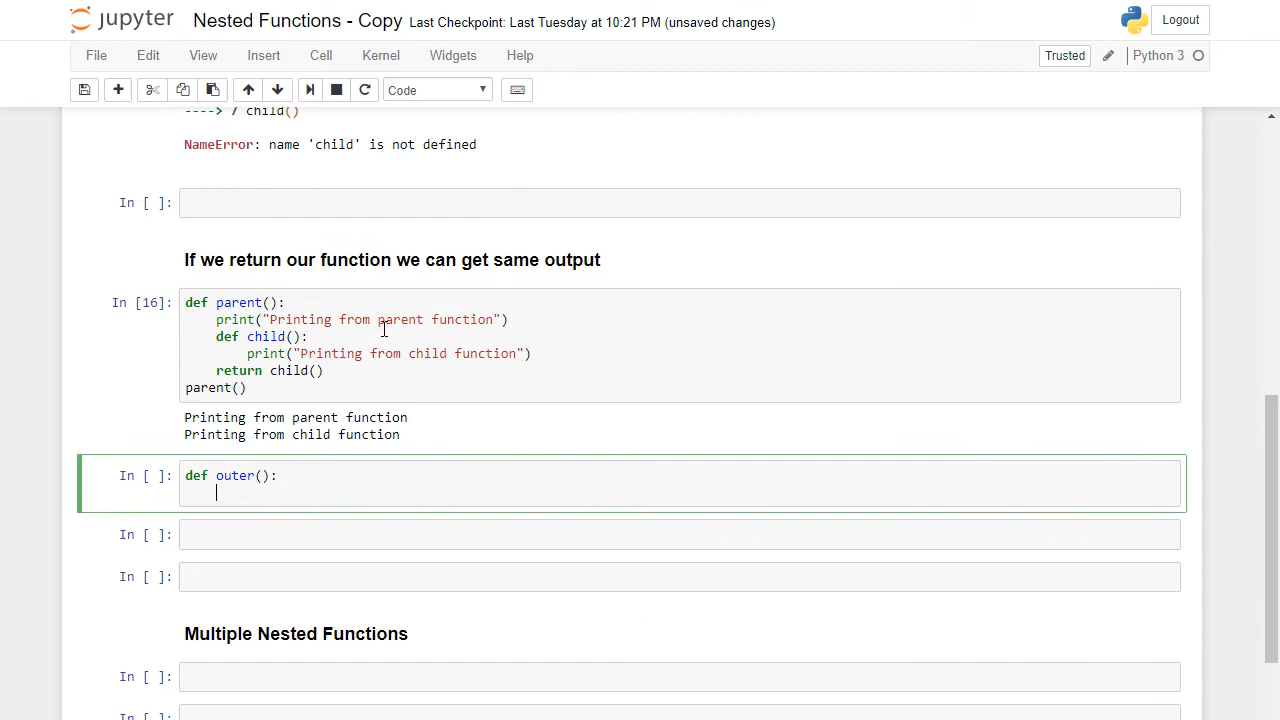 jupyter Nested Functions - Copy Last Checkpoint: Last Tuesday at 10:21 PM (unsaved changes) Logout
File Edit View Insert Cell Kernel Widgets Help Trusted Python 3
Code
----> 7 child()
NameError: name 'child' is not defined
In [ ]:
If we return our function we can get same output
In [16]: def parent():
print("Printing from parent function")
def child():
print("Printing from child function")
return child()
parent()
Printing from parent function
Printing from child function
In [ ]: def outer():
In [ ]:
In [ ]:
Multiple Nested Functions
In [ ]:
In [ ]: